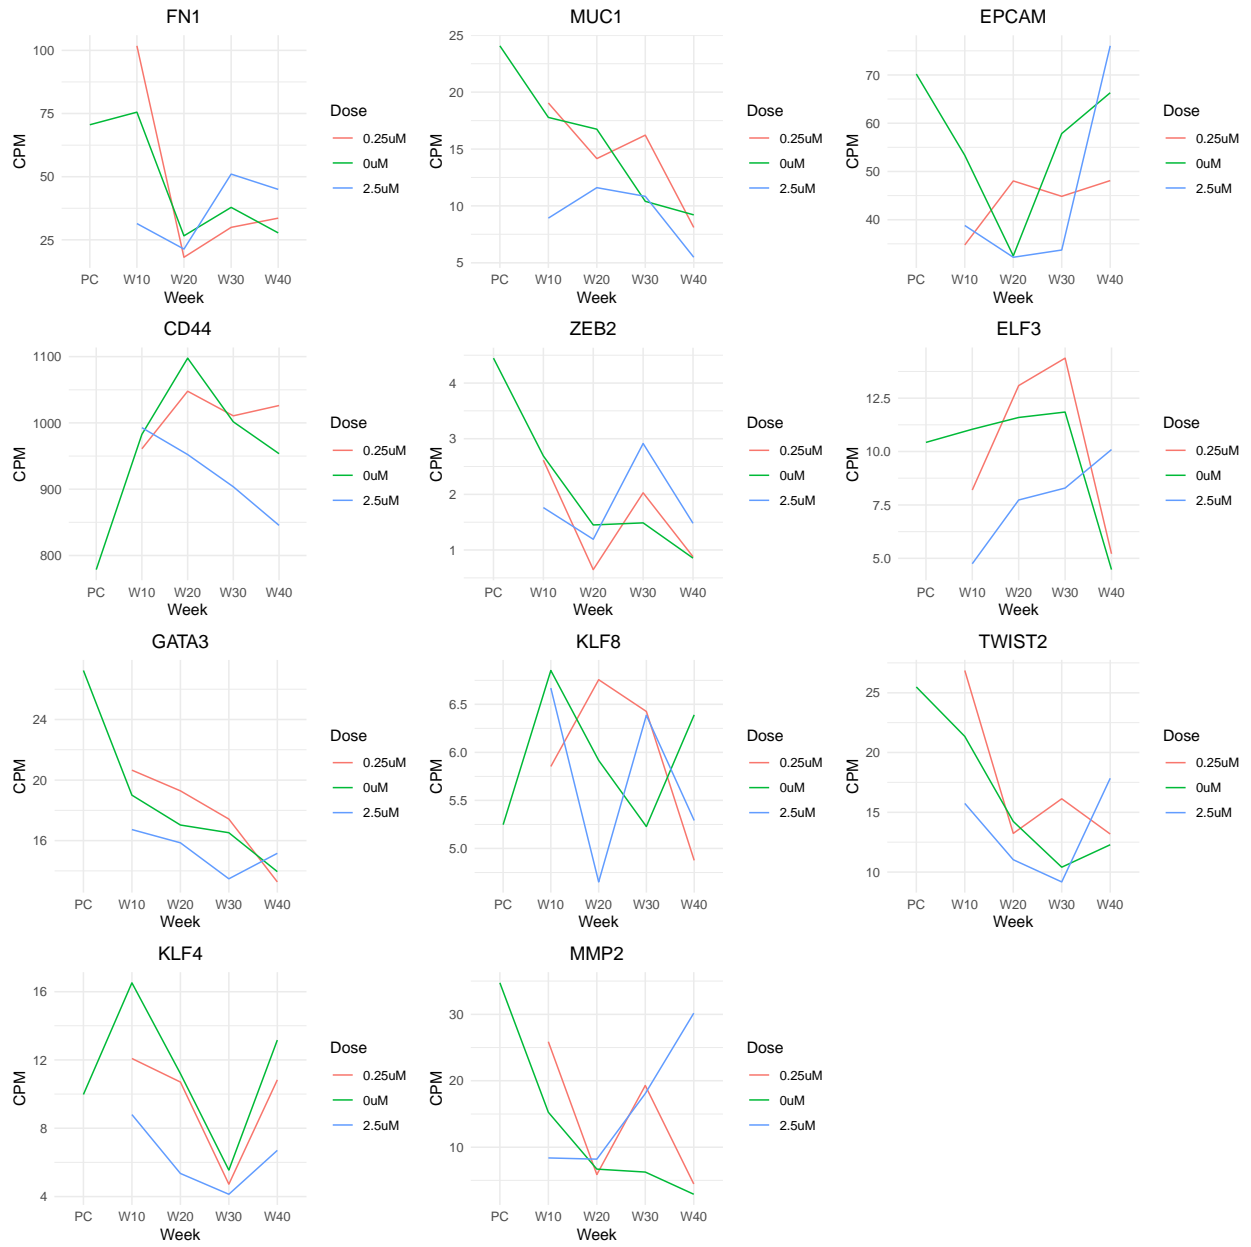 FN1
CPM
100
75
50
25
PC W10 W20 W30 W40
Week
Dose
0.25uM
0uM
2.5uM
MUC1
CPM
25
20
15
10
5
PC W10 W20 W30 W40
Week
Dose
0.25uM
0uM
2.5uM
EPCAM
CPM
70
60
50
40
PC W10 W20 W30 W40
Week
Dose
0.25uM
0uM
2.5uM
CD44
CPM
1100
1000
900
800
PC W10 W20 W30 W40
Week
Dose
0.25uM
0uM
2.5uM
ZEB2
CPM
4
3
2
1
PC W10 W20 W30 W40
Week
Dose
0.25uM
0uM
2.5uM
ELF3
CPM
12.5
10.0
7.5
5.0
PC W10 W20 W30 W40
Week
Dose
0.25uM
0uM
2.5uM
GATA3
CPM
24
20
16
PC W10 W20 W30 W40
Week
Dose
0.25uM
0uM
2.5uM
KLF8
CPM
6.5
6.0
5.5
5.0
PC W10 W20 W30 W40
Week
Dose
0.25uM
0uM
2.5uM
TWIST2
CPM
25
20
15
10
PC W10 W20 W30 W40
Week
Dose
0.25uM
0uM
2.5uM
KLF4
CPM
16
12
8
4
PC W10 W20 W30 W40
Week
Dose
0.25uM
0uM
2.5uM
MMP2
CPM
30
20
10
PC W10 W20 W30 W40
Week
Dose
0.25uM
0uM
2.5uM